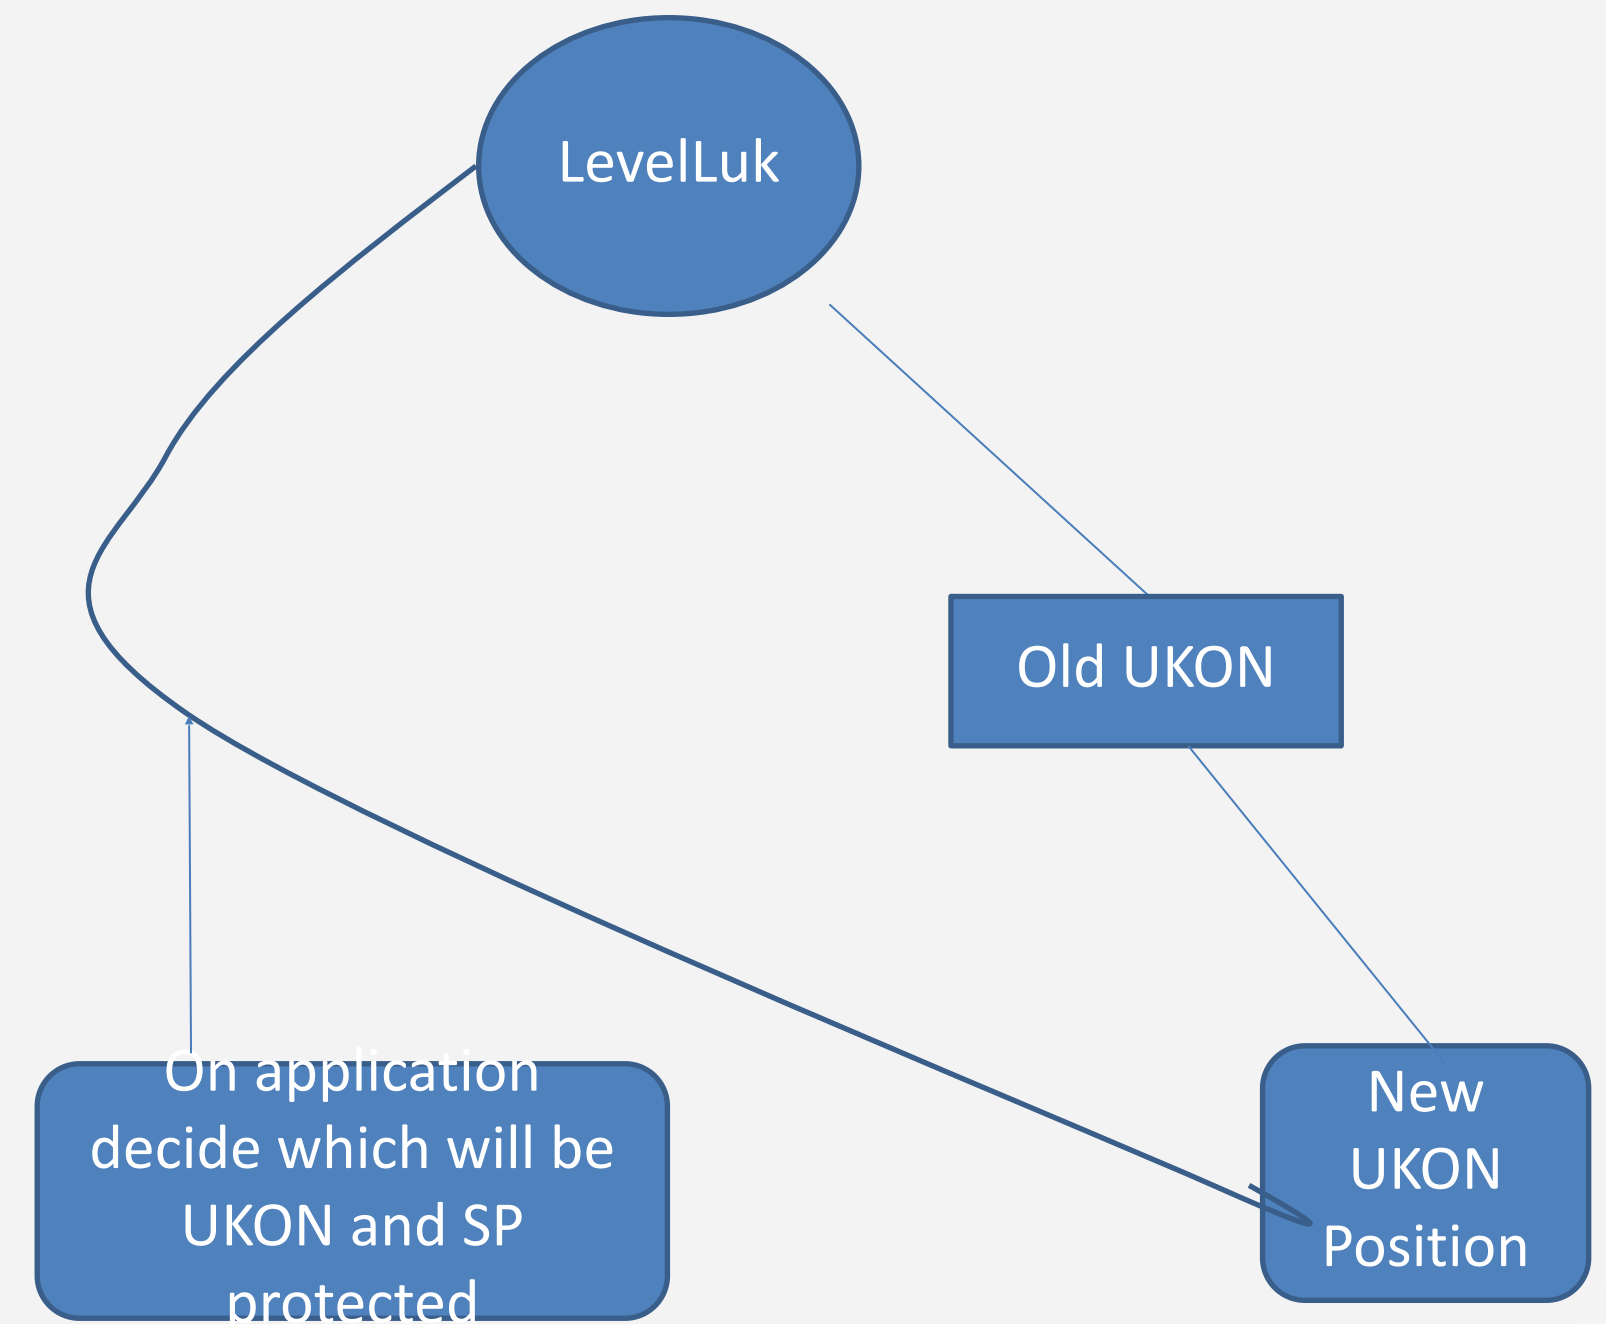 LevelLuk
Old UKON
On application
decide which will be
UKON and SP
protected
New
UKON
Position